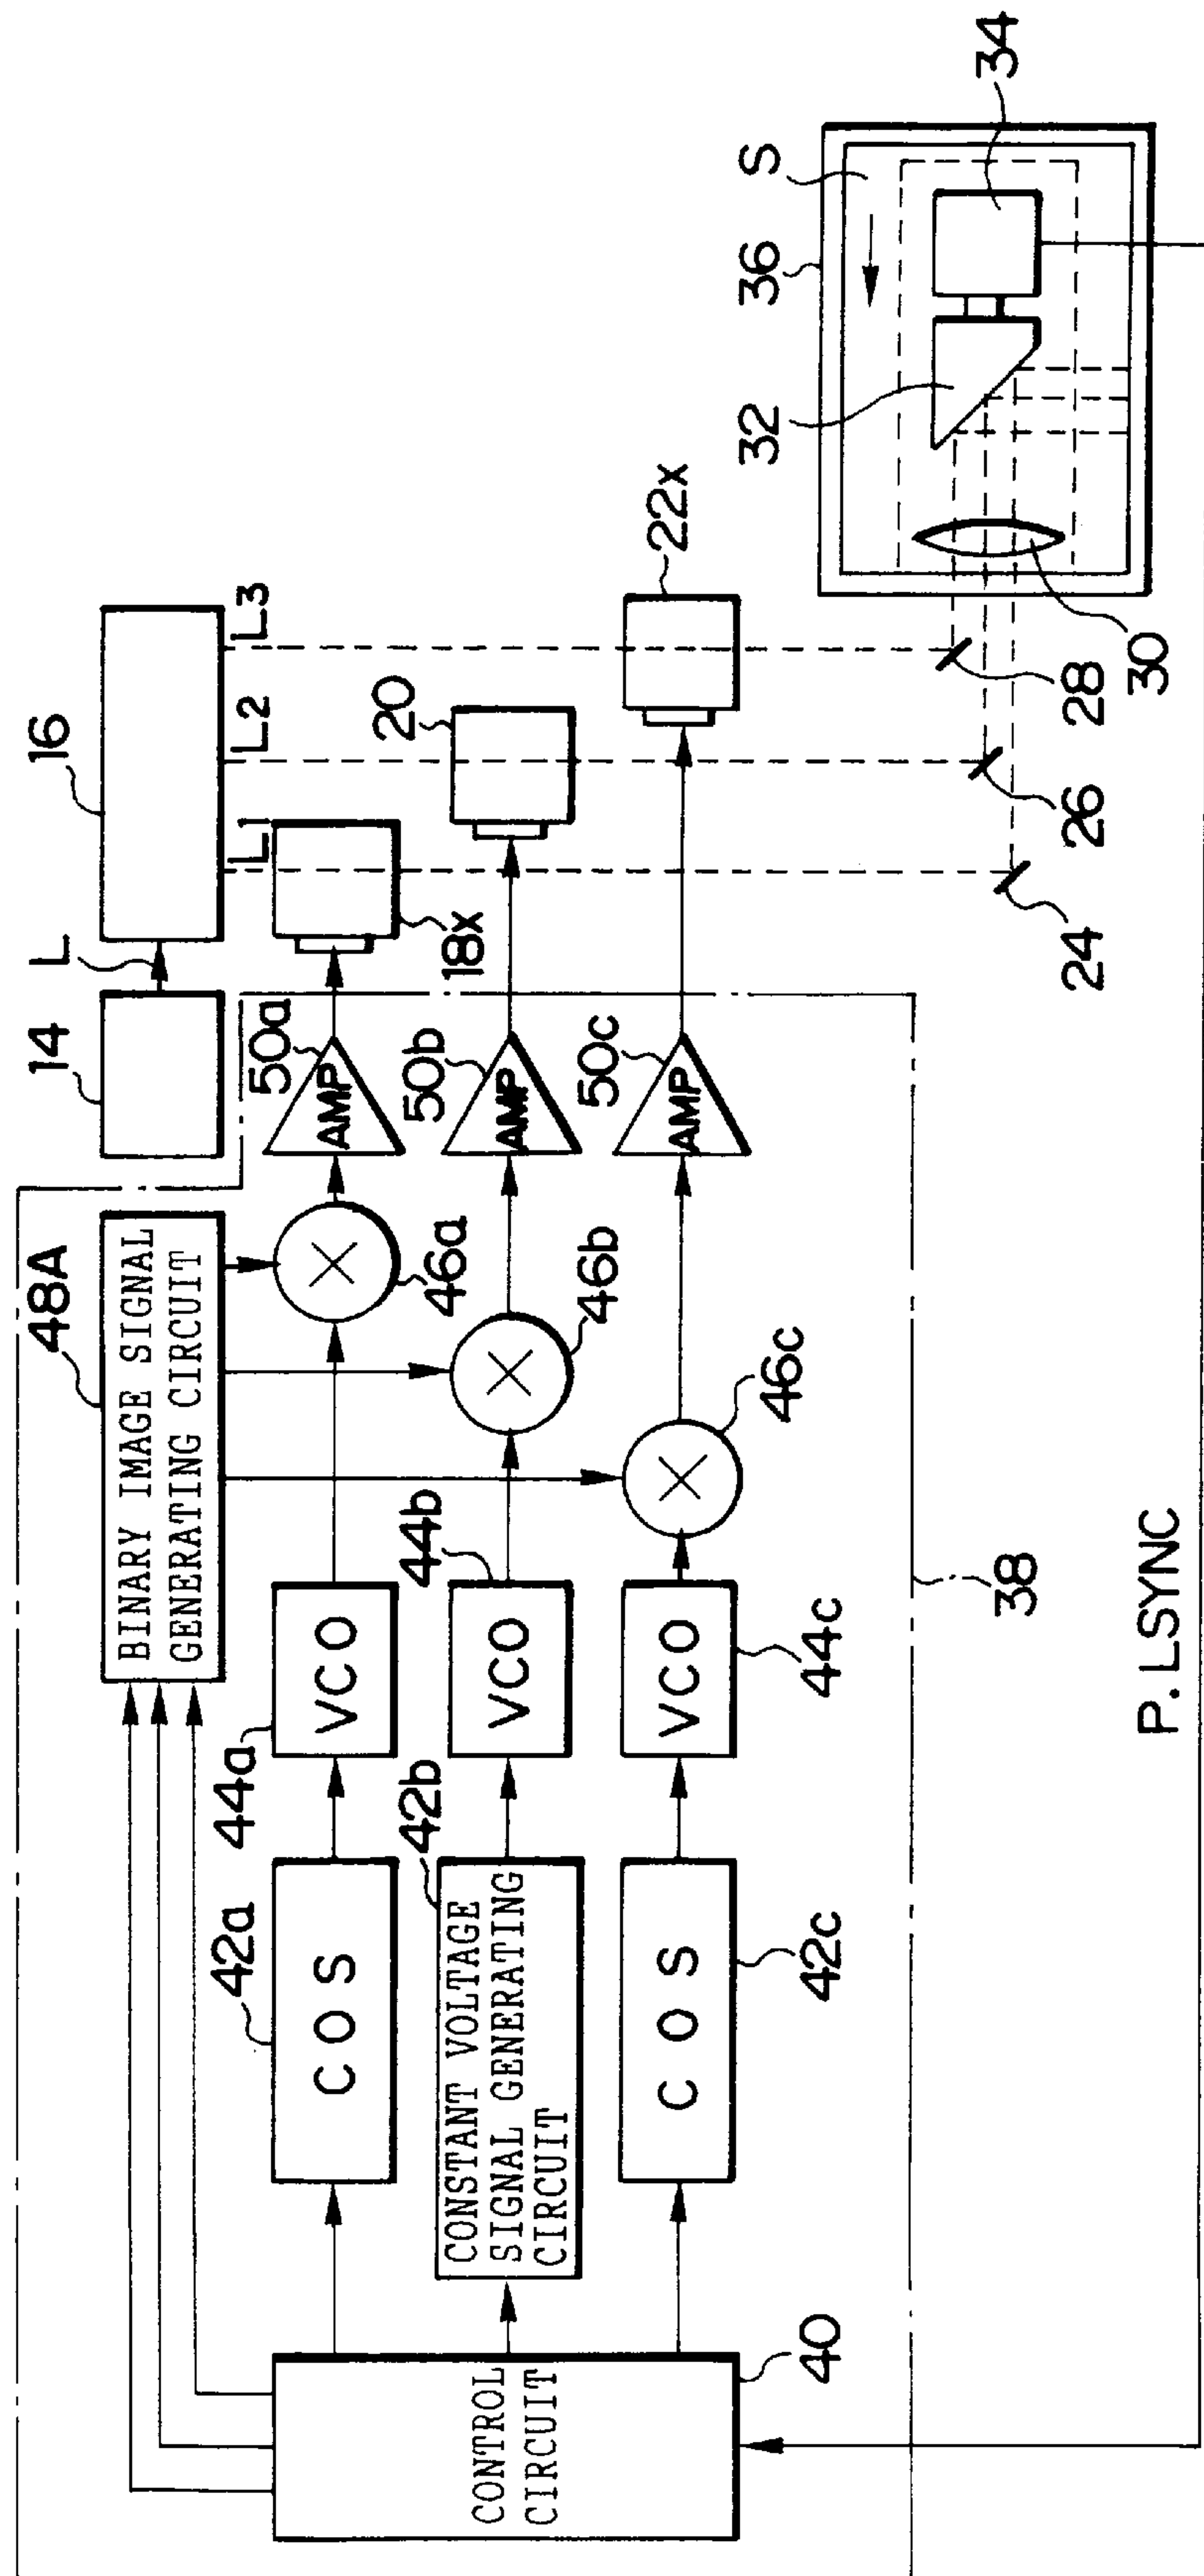 14
L
16
L1
L2
L3
48A
BINARY IMAGE SIGNAL
GENERATING CIRCUIT
42a
COS
44a
VCO
46a
50a
AMP
18x
42b
CONSTANT VOLTAGE
SIGNAL GENERATING
CIRCUIT
44b
VCO
46b
50b
AMP
20
CONTROL
CIRCUIT
40
COS
42c
VCO
44c
46c
50c
AMP
22x
38
24
26
28
30
32
36
S
34
P. LSYNC